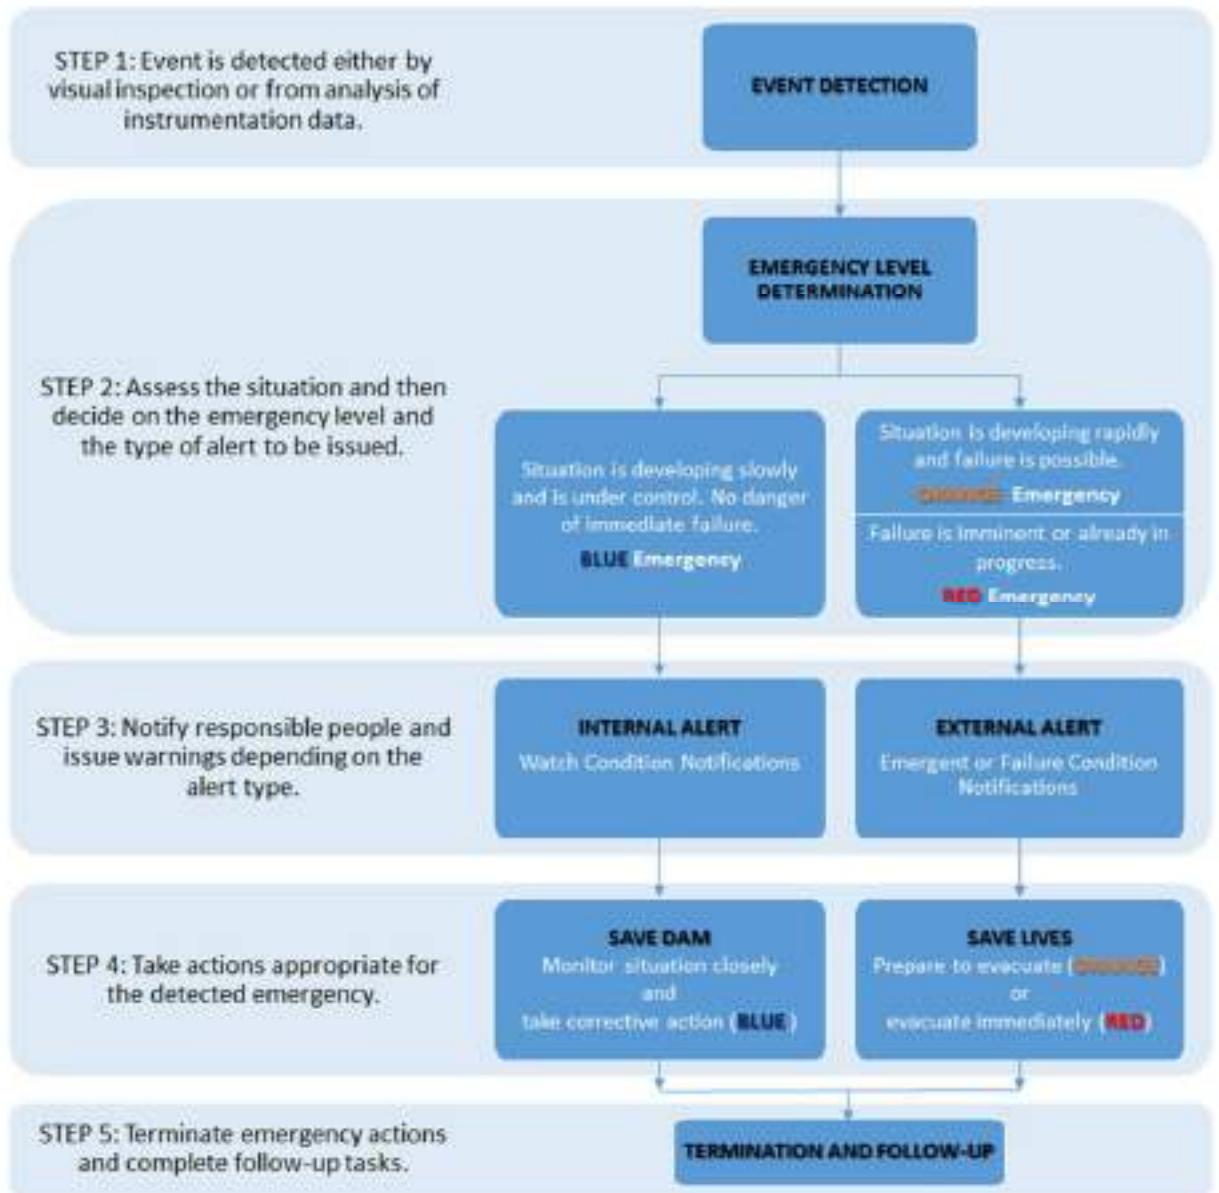 STEP 1: Event is detected either by
visual inspection or from analysis of
instrumentation data.
EVENT DETECTION
EMERGENCY LEVEL
DETERMINATION
STEP 2: Assess the situation and then
decide on the emergency level and
the type of alert to be issued.
Situation is developing slowly
and is under control. No danger
of immediate failure.
BLUE Emergency
Situation is developing rapidly
and failure is possible.
ORANGE Emergency
Failure is imminent or already in
progress.
RED Emergency
STEP 3: Notify responsible people and
issue warnings depending on the
alert type.
INTERNAL ALERT
Watch Condition Notifications
EXTERNAL ALERT
Emergent or Failure Condition
Notifications
STEP 4: Take actions appropriate for
the detected emergency.
SAVE DAM
Monitor situation closely
and
take corrective action (BLUE)
SAVE LIVES
Prepare to evacuate (ORANGE)
or
evacuate immediately (RED)
STEP 5: Terminate emergency actions
and complete follow-up tasks.
TERMINATION AND FOLLOW-UP